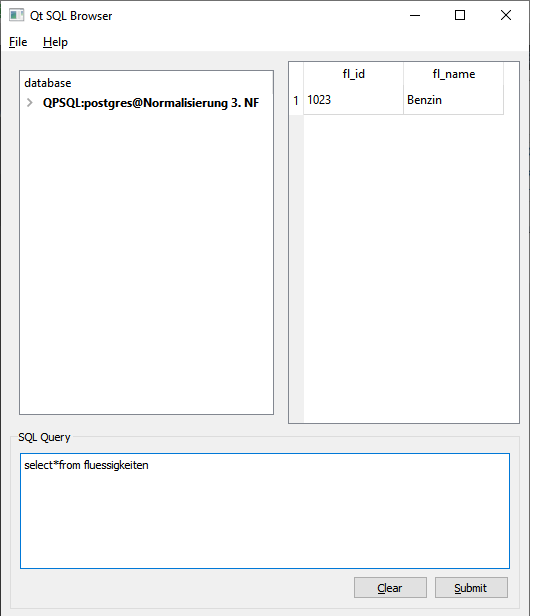 Qt SQL Browser
File Help
database
QPSQL:postgres@Normalisierung 3. NF
fl_id fl_name
1 1023 Benzin
SQL Query
select*from fluessigkeiten
Clear Submit